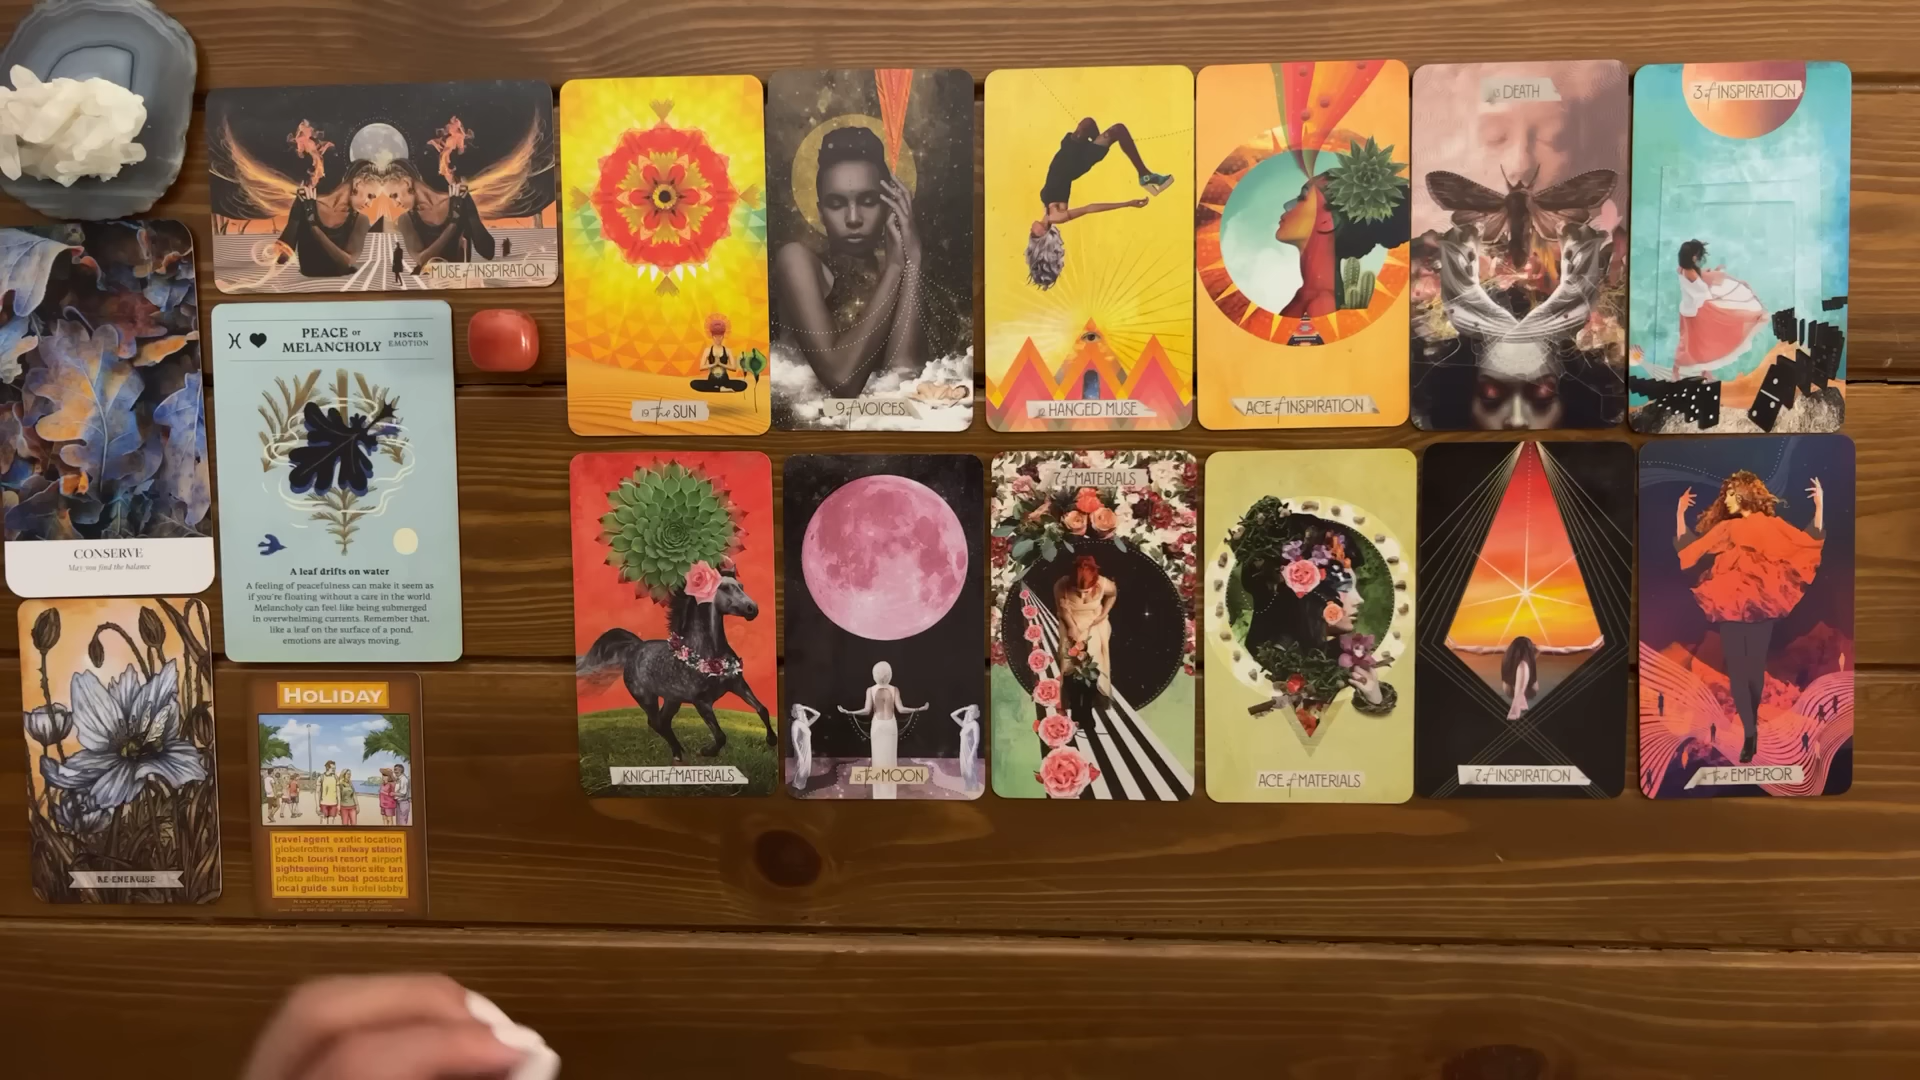 MUSE of INSPIRATION
19 the SUN
9 of VOICES
HANGED MUSE
ACE of INSPIRATION
DEATH
3 of INSPIRATION
PEACE or
MELANCHOLY
PISCES
EMOTION
A leaf drifts on water
A feeling of peacefulness can make it seem as
if you're floating without a care in the world.
Melancholy can feel like being submerged
in overwhelming currents. Remember that,
like a leaf on the surface of a pond,
emotions are always moving.
CONSERVE
May you find the balance
KNIGHT of MATERIALS
18 the MOON
7 of MATERIALS
ACE of MATERIALS
7 of INSPIRATION
the EMPEROR
RE-ENERGISE
HOLIDAY
travel agent exotic location
globetrotters railway station
beach tourist resort airport
sightseeing historic site tan
photo album boat postcard
local guide sun hotel lobby